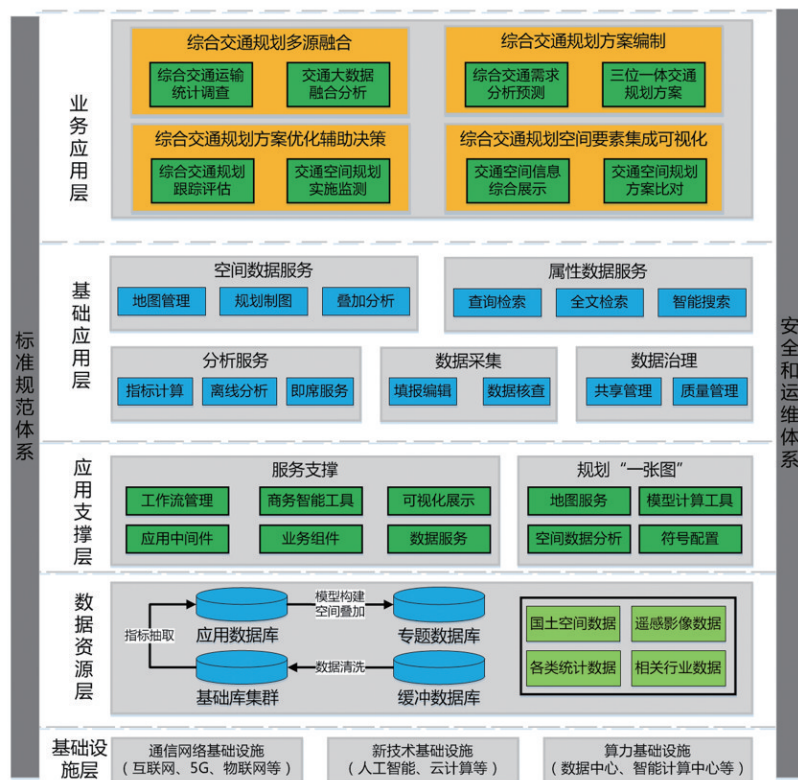 标准规范体系
安全和运维体系
业务应用层
综合交通规划多源融合
综合交通运输
统计调查
交通大数据
融合分析
综合交通规划方案编制
综合交通需求
分析预测
三位一体交通
规划方案
综合交通规划方案优化辅助决策
综合交通规划
跟踪评估
交通空间规划
实施监测
综合交通规划空间要素集成可视化
交通空间信息
综合展示
交通空间规划
方案比对
基础应用层
空间数据服务
地图管理
规划制图
叠加分析
属性数据服务
查询检索
全文检索
智能搜索
分析服务
指标计算
离线分析
即席服务
数据采集
填报编辑
数据核查
数据治理
共享管理
质量管理
应用支撑层
服务支撑
工作流管理
商务智能工具
可视化展示
应用中间件
业务组件
数据服务
规划“一张图”
地图服务
模型计算工具
空间数据分析
符号配置
数据资源层
指标抽取
应用数据库
模型构建
空间叠加
专题数据库
基础库集群
数据清洗
缓冲数据库
国土空间数据
遥感影像数据
各类统计数据
相关行业数据
基础设
施层
通信网络基础设施
（互联网、5G、物联网等）
新技术基础设施
（人工智能、云计算等）
算力基础设施
（数据中心、智能计算中心等）